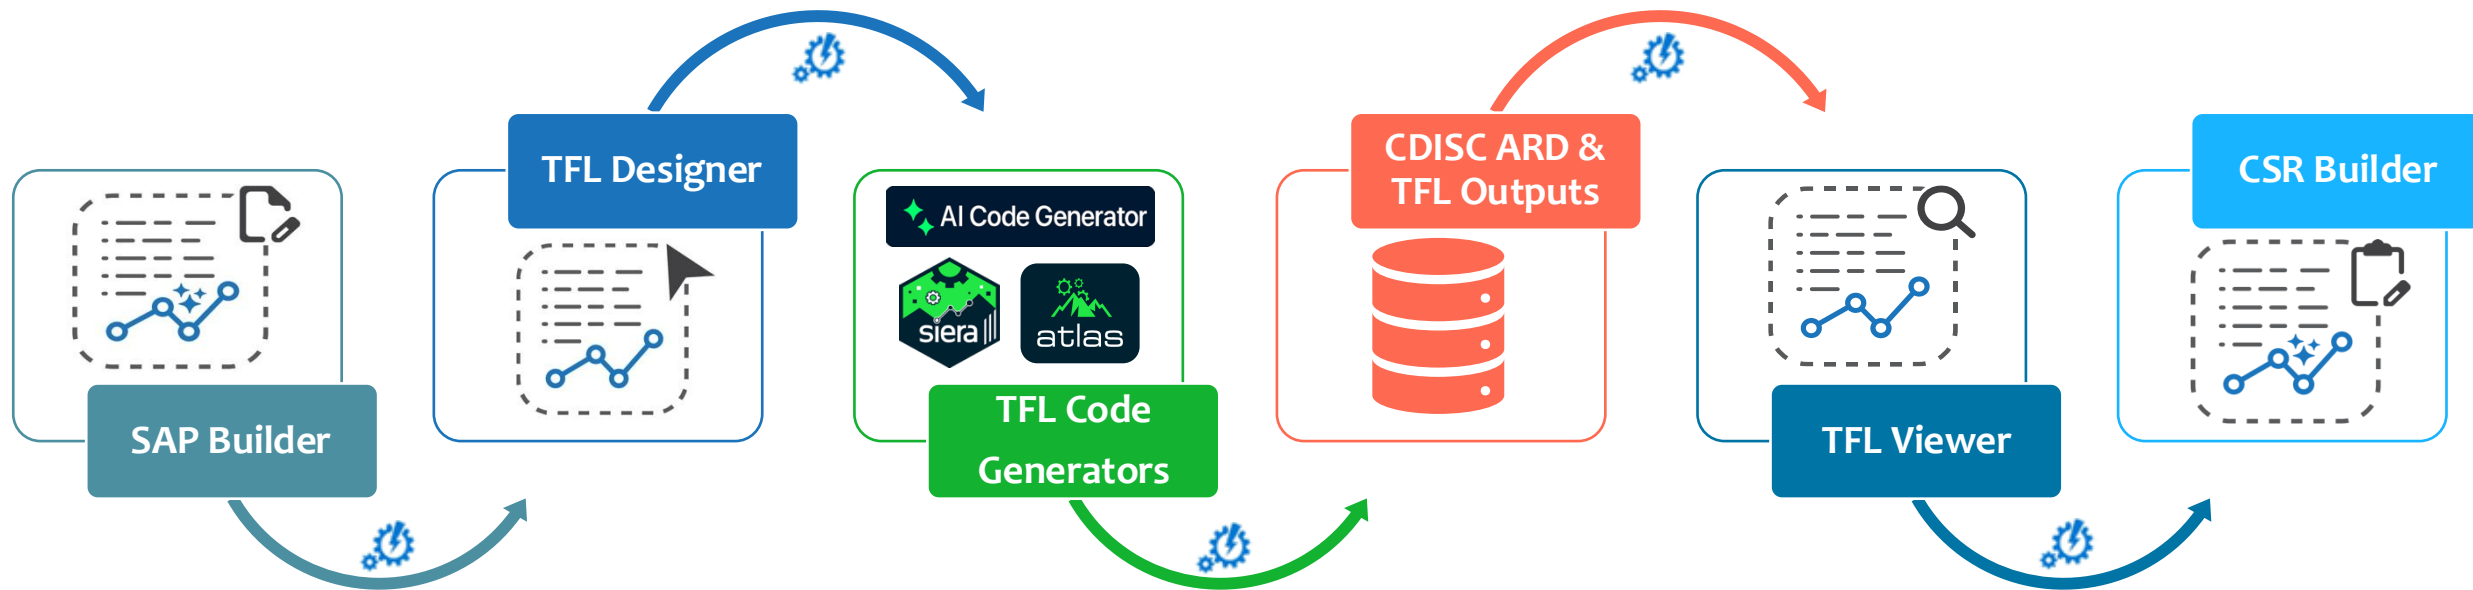 SAP Builder
TFL Designer
AI Code Generator
siera
atlas
TFL Code
Generators
CDISC ARD &
TFL Outputs
TFL Viewer
CSR Builder